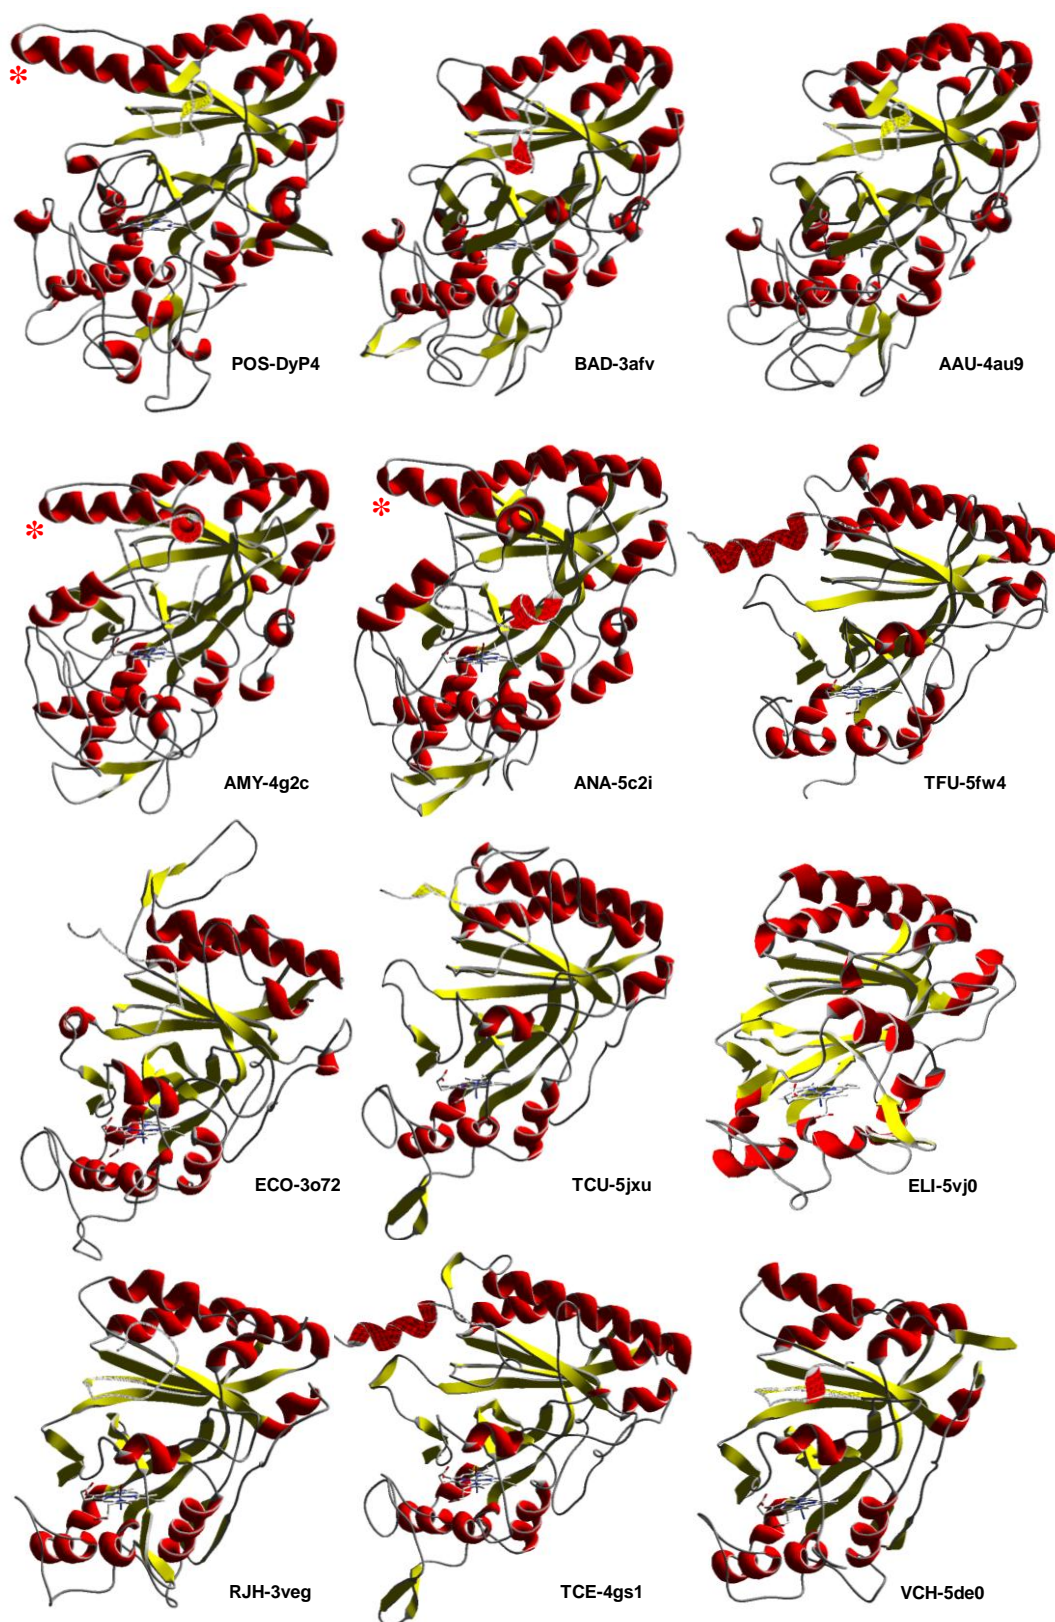 *
POS-DyP4
BAD-3afv
AAU-4au9
*
*
AMY-4g2c
ANA-5c2i
TFU-5fw4
ECO-3o72
TCU-5jxu
ELI-5vj0
RJH-3veg
TCE-4gs1
VCH-5de0